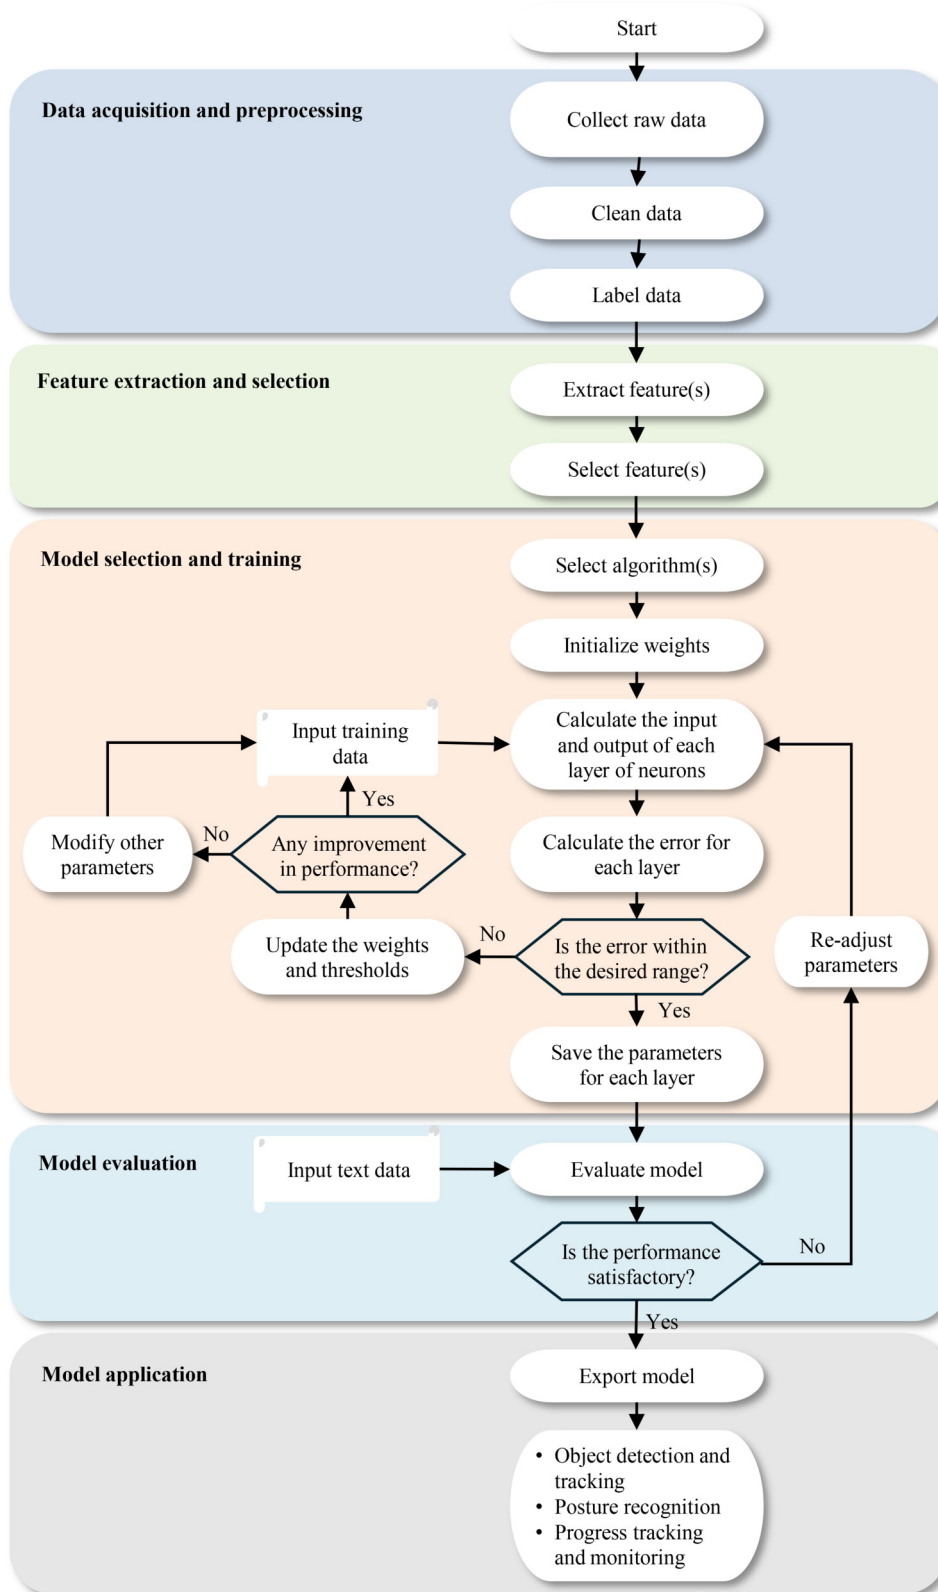 Start
Data acquisition and preprocessing
Collect raw data
Clean data
Label data
Feature extraction and selection
Extract feature(s)
Select feature(s)
Model selection and training
Select algorithm(s)
Initialize weights
Input training
data
Calculate the input
and output of each
layer of neurons
Yes
No
Modify other
parameters
Any improvement
in performance?
Calculate the error for
each layer
Update the weights
and thresholds
No
Is the error within
the desired range?
Re-adjust
parameters
Yes
Save the parameters
for each layer
Model evaluation
Input text data
Evaluate model
Is the performance
satisfactory?
No
Yes
Model application
Export model
• Object detection and
tracking
• Posture recognition
• Progress tracking
and monitoring